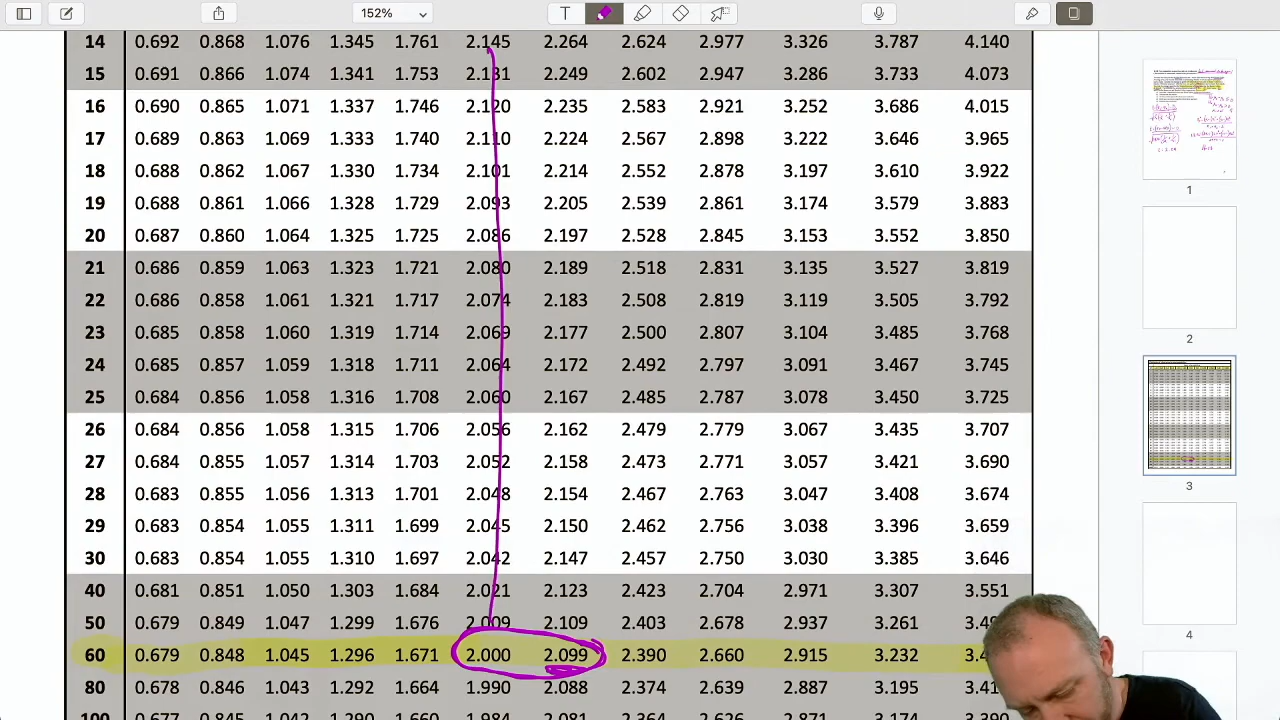 152%
T
14 0.692 0.868 1.076 1.345 1.761 2.145 2.264 2.624 2.977 3.326 3.787 4.140
15 0.691 0.866 1.074 1.341 1.753 2.131 2.249 2.602 2.947 3.286 3.733 4.073
16 0.690 0.865 1.071 1.337 1.746 2.120 2.235 2.583 2.921 3.252 3.686 4.015
17 0.689 0.863 1.069 1.333 1.740 2.110 2.224 2.567 2.898 3.222 3.646 3.965
18 0.688 0.862 1.067 1.330 1.734 2.101 2.214 2.552 2.878 3.197 3.610 3.922
19 0.688 0.861 1.066 1.328 1.729 2.093 2.205 2.539 2.861 3.174 3.579 3.883
20 0.687 0.860 1.064 1.325 1.725 2.086 2.197 2.528 2.845 3.153 3.552 3.850
21 0.686 0.859 1.063 1.323 1.721 2.080 2.189 2.518 2.831 3.135 3.527 3.819
22 0.686 0.858 1.061 1.321 1.717 2.074 2.183 2.508 2.819 3.119 3.505 3.792
23 0.685 0.858 1.060 1.319 1.714 2.069 2.177 2.500 2.807 3.104 3.485 3.768
24 0.685 0.857 1.059 1.318 1.711 2.064 2.172 2.492 2.797 3.091 3.467 3.745
25 0.684 0.856 1.058 1.316 1.708 2.060 2.167 2.485 2.787 3.078 3.450 3.725
26 0.684 0.856 1.058 1.315 1.706 2.056 2.162 2.479 2.779 3.067 3.435 3.707
27 0.684 0.855 1.057 1.314 1.703 2.052 2.158 2.473 2.771 3.057 3.421 3.690
28 0.683 0.855 1.056 1.313 1.701 2.048 2.154 2.467 2.763 3.047 3.408 3.674
29 0.683 0.854 1.055 1.311 1.699 2.045 2.150 2.462 2.756 3.038 3.396 3.659
30 0.683 0.854 1.055 1.310 1.697 2.042 2.147 2.457 2.750 3.030 3.385 3.646
40 0.681 0.851 1.050 1.303 1.684 2.021 2.123 2.423 2.704 2.971 3.307 3.551
50 0.679 0.849 1.047 1.299 1.676 2.009 2.109 2.403 2.678 2.937 3.261
60 0.679 0.848 1.045 1.296 1.671 2.000 2.099 2.390 2.660 2.915 3.232
80 0.678 0.846 1.043 1.292 1.664 1.990 2.088 2.374 2.639 2.887 3.195
100 0.677 0.845 1.042 1.290 1.660 1.984 2.081 2.364 2.626 2.871 3.174 3.390
1
2
3
4